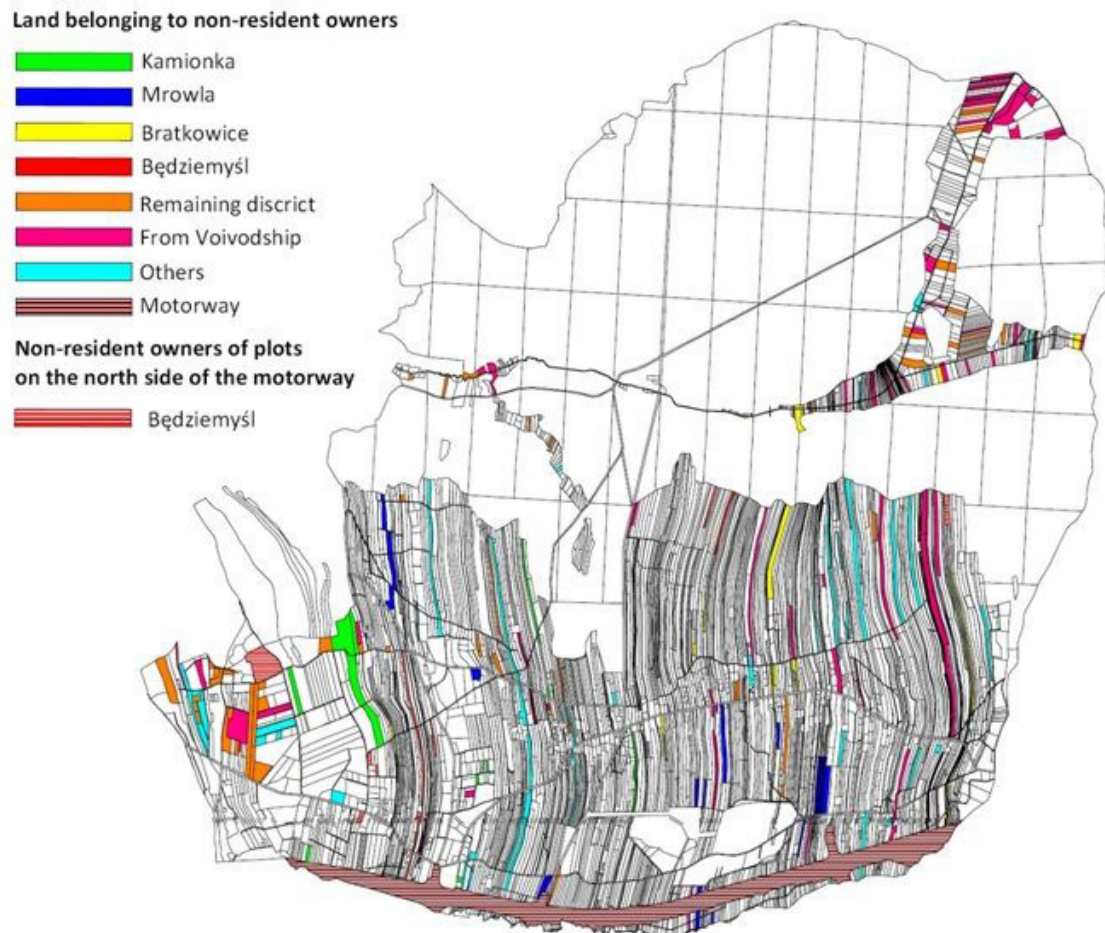 Land belonging to non-resident owners
Kamionka
Mrowla
Bratkowice
Będziemyśl
Remaining discrict
From Voivodship
Others
Motorway
Non-resident owners of plots
on the north side of the motorway
Będziemyśl